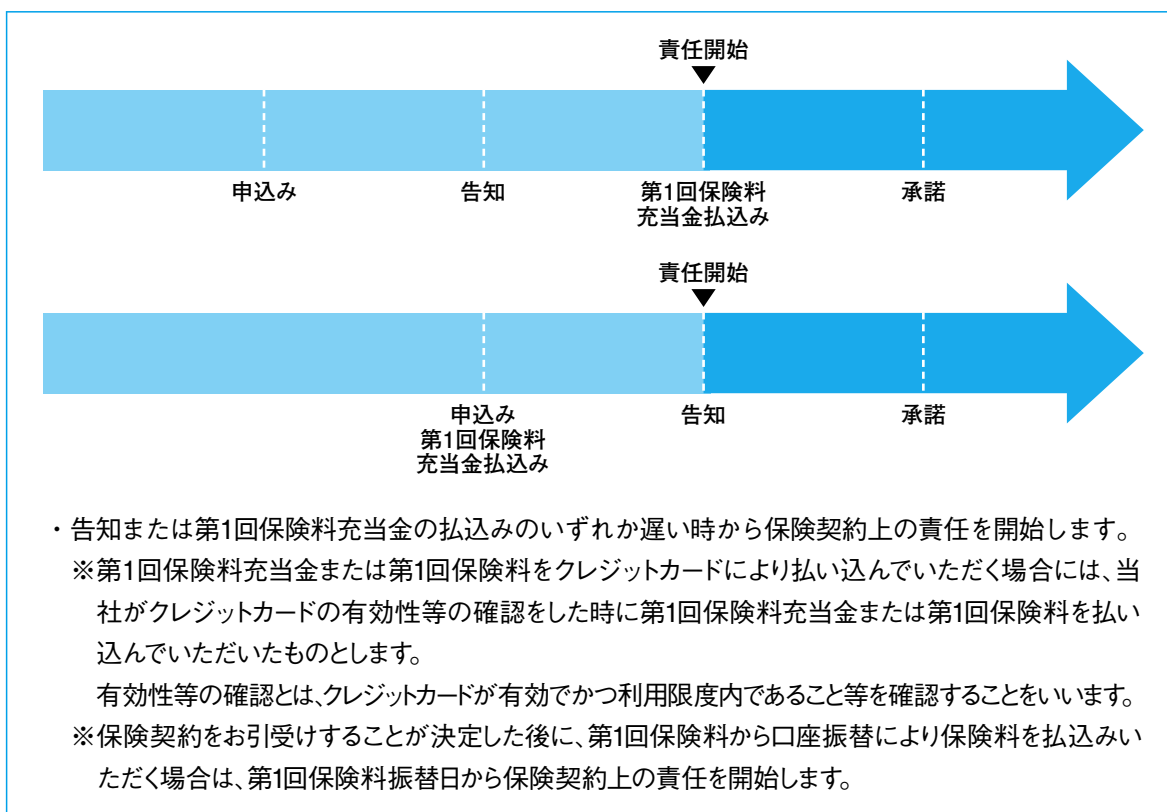 責任開始
申込み
告知
第1回保険料
充当金払込み
承諾
責任開始
申込み
第1回保険料
充当金払込み
告知
承諾
・告知または第1回保険料充当金の払込みのいずれか遅い時から保険契約上の責任を開始します。
※第1回保険料充当金または第1回保険料をクレジットカードにより払い込んでいただく場合には、当
社がクレジットカードの有効性等の確認をした時に第1回保険料充当金または第1回保険料を払い
込んでいただいたものとします。
有効性等の確認とは、クレジットカードが有効でかつ利用限度内であること等を確認することをいいます。
※保険契約をお引受けすることが決定した後に、第1回保険料から口座振替により保険料を払込みい
ただく場合は、第1回保険料振替日から保険契約上の責任を開始します。